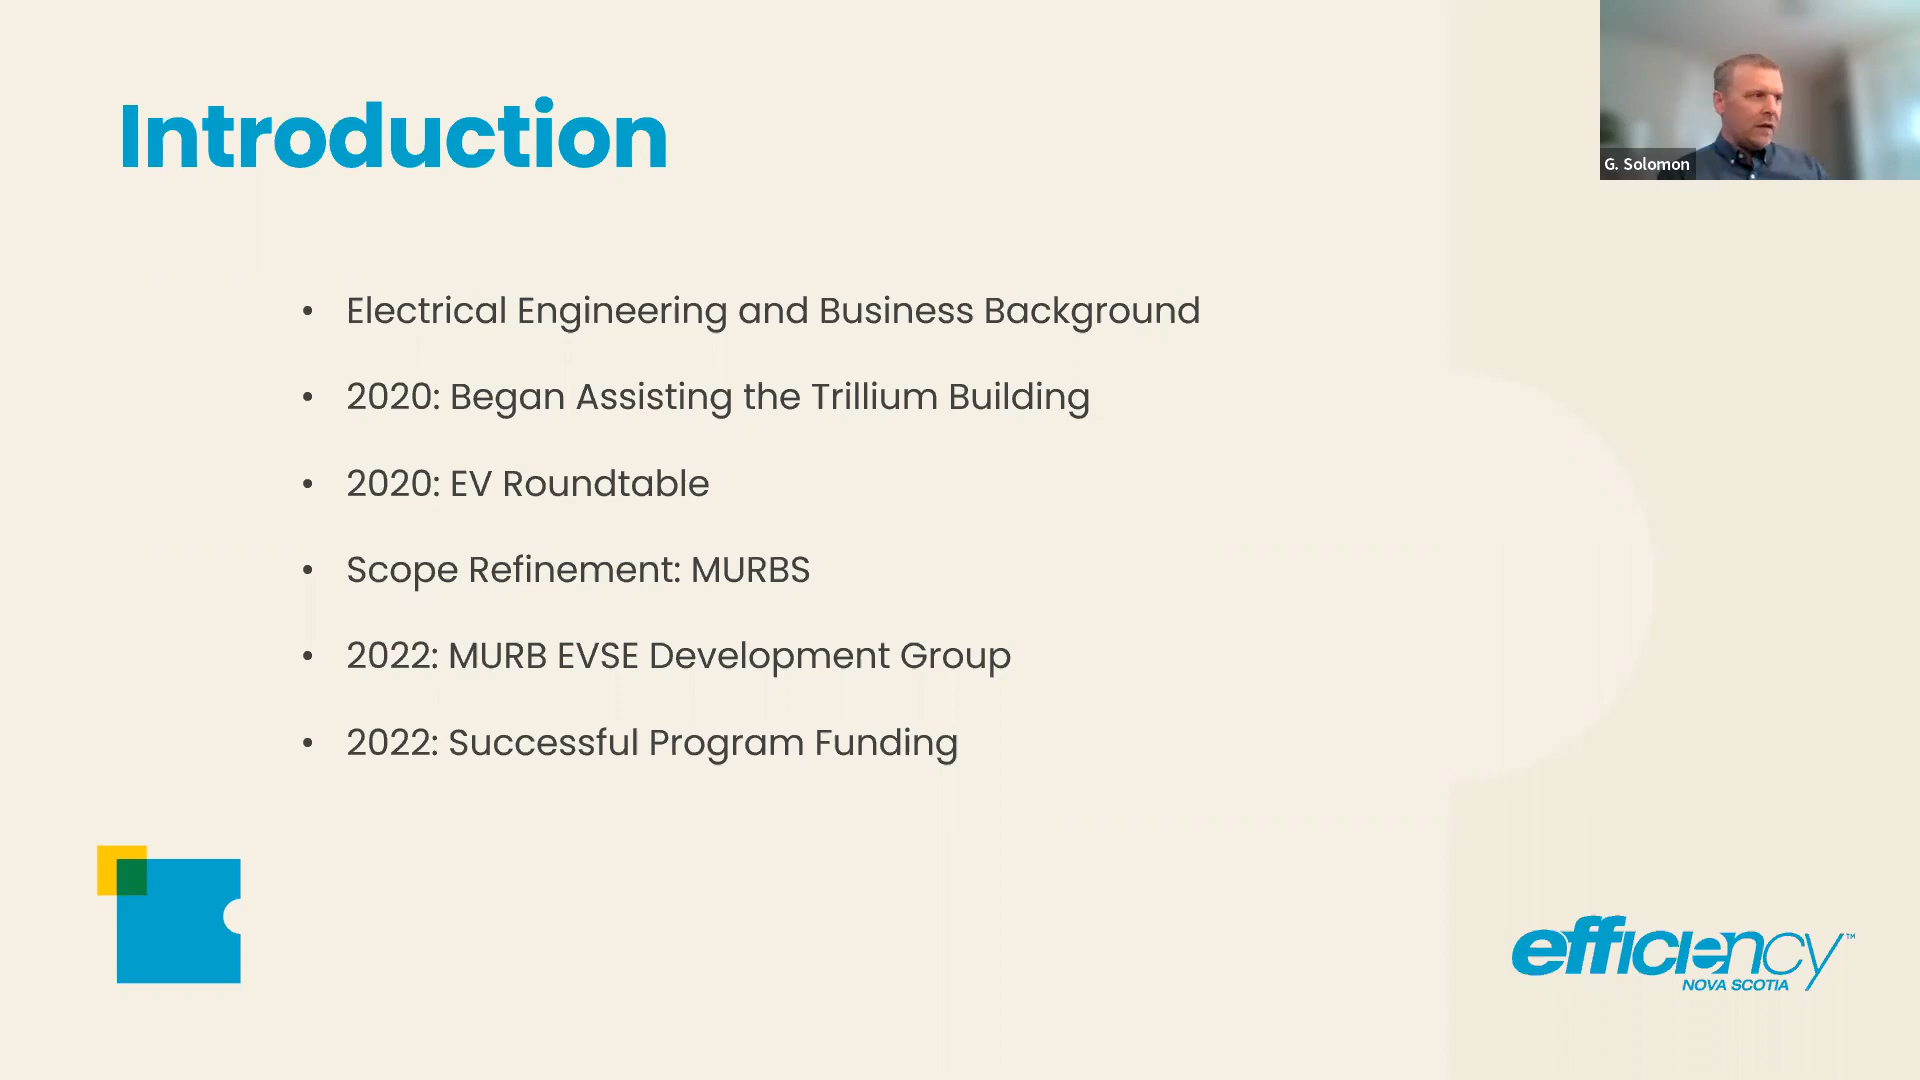 Introduction
G. Solomon
• Electrical Engineering and Business Background
• 2020: Began Assisting the Trillium Building
• 2020: EV Roundtable
• Scope Refinement: MURBS
• 2022: MURB EVSE Development Group
• 2022: Successful Program Funding
efficiency™
NOVA SCOTIA